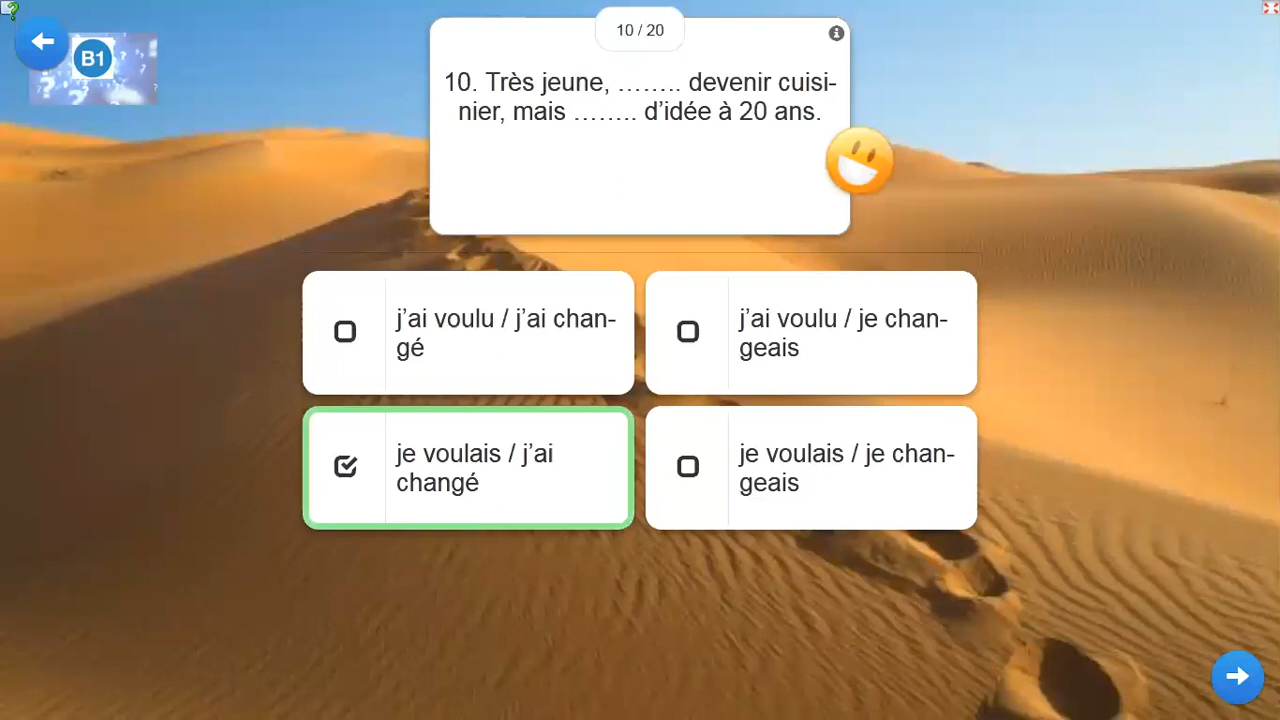 10 / 20
B1
10. Très jeune, …..… devenir cuisi-
nier, mais …..… d’idée à 20 ans.
j’ai voulu / j’ai chan-
gé
j’ai voulu / je chan-
geais
je voulais / j’ai
changé
je voulais / je chan-
geais